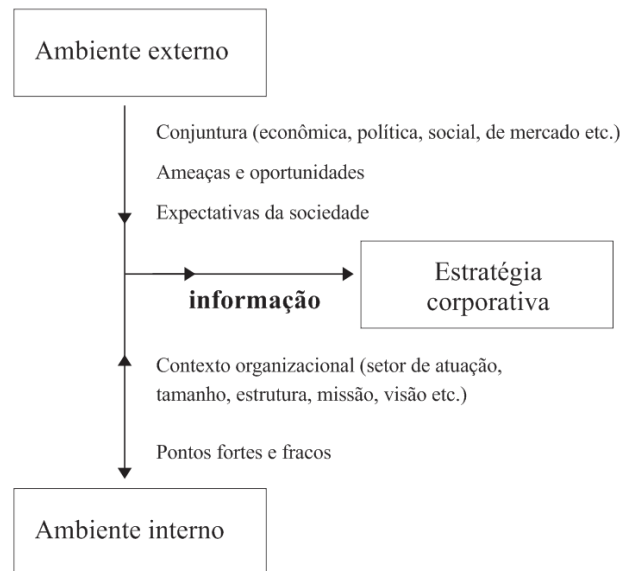 Ambiente externo
Conjuntura (econômica, política, social, de mercado etc.)
Ameaças e oportunidades
Expectativas da sociedade
informação
Estratégia
corporativa
Contexto organizacional (setor de atuação,
tamanho, estrutura, missão, visão etc.)
Pontos fortes e fracos
Ambiente interno